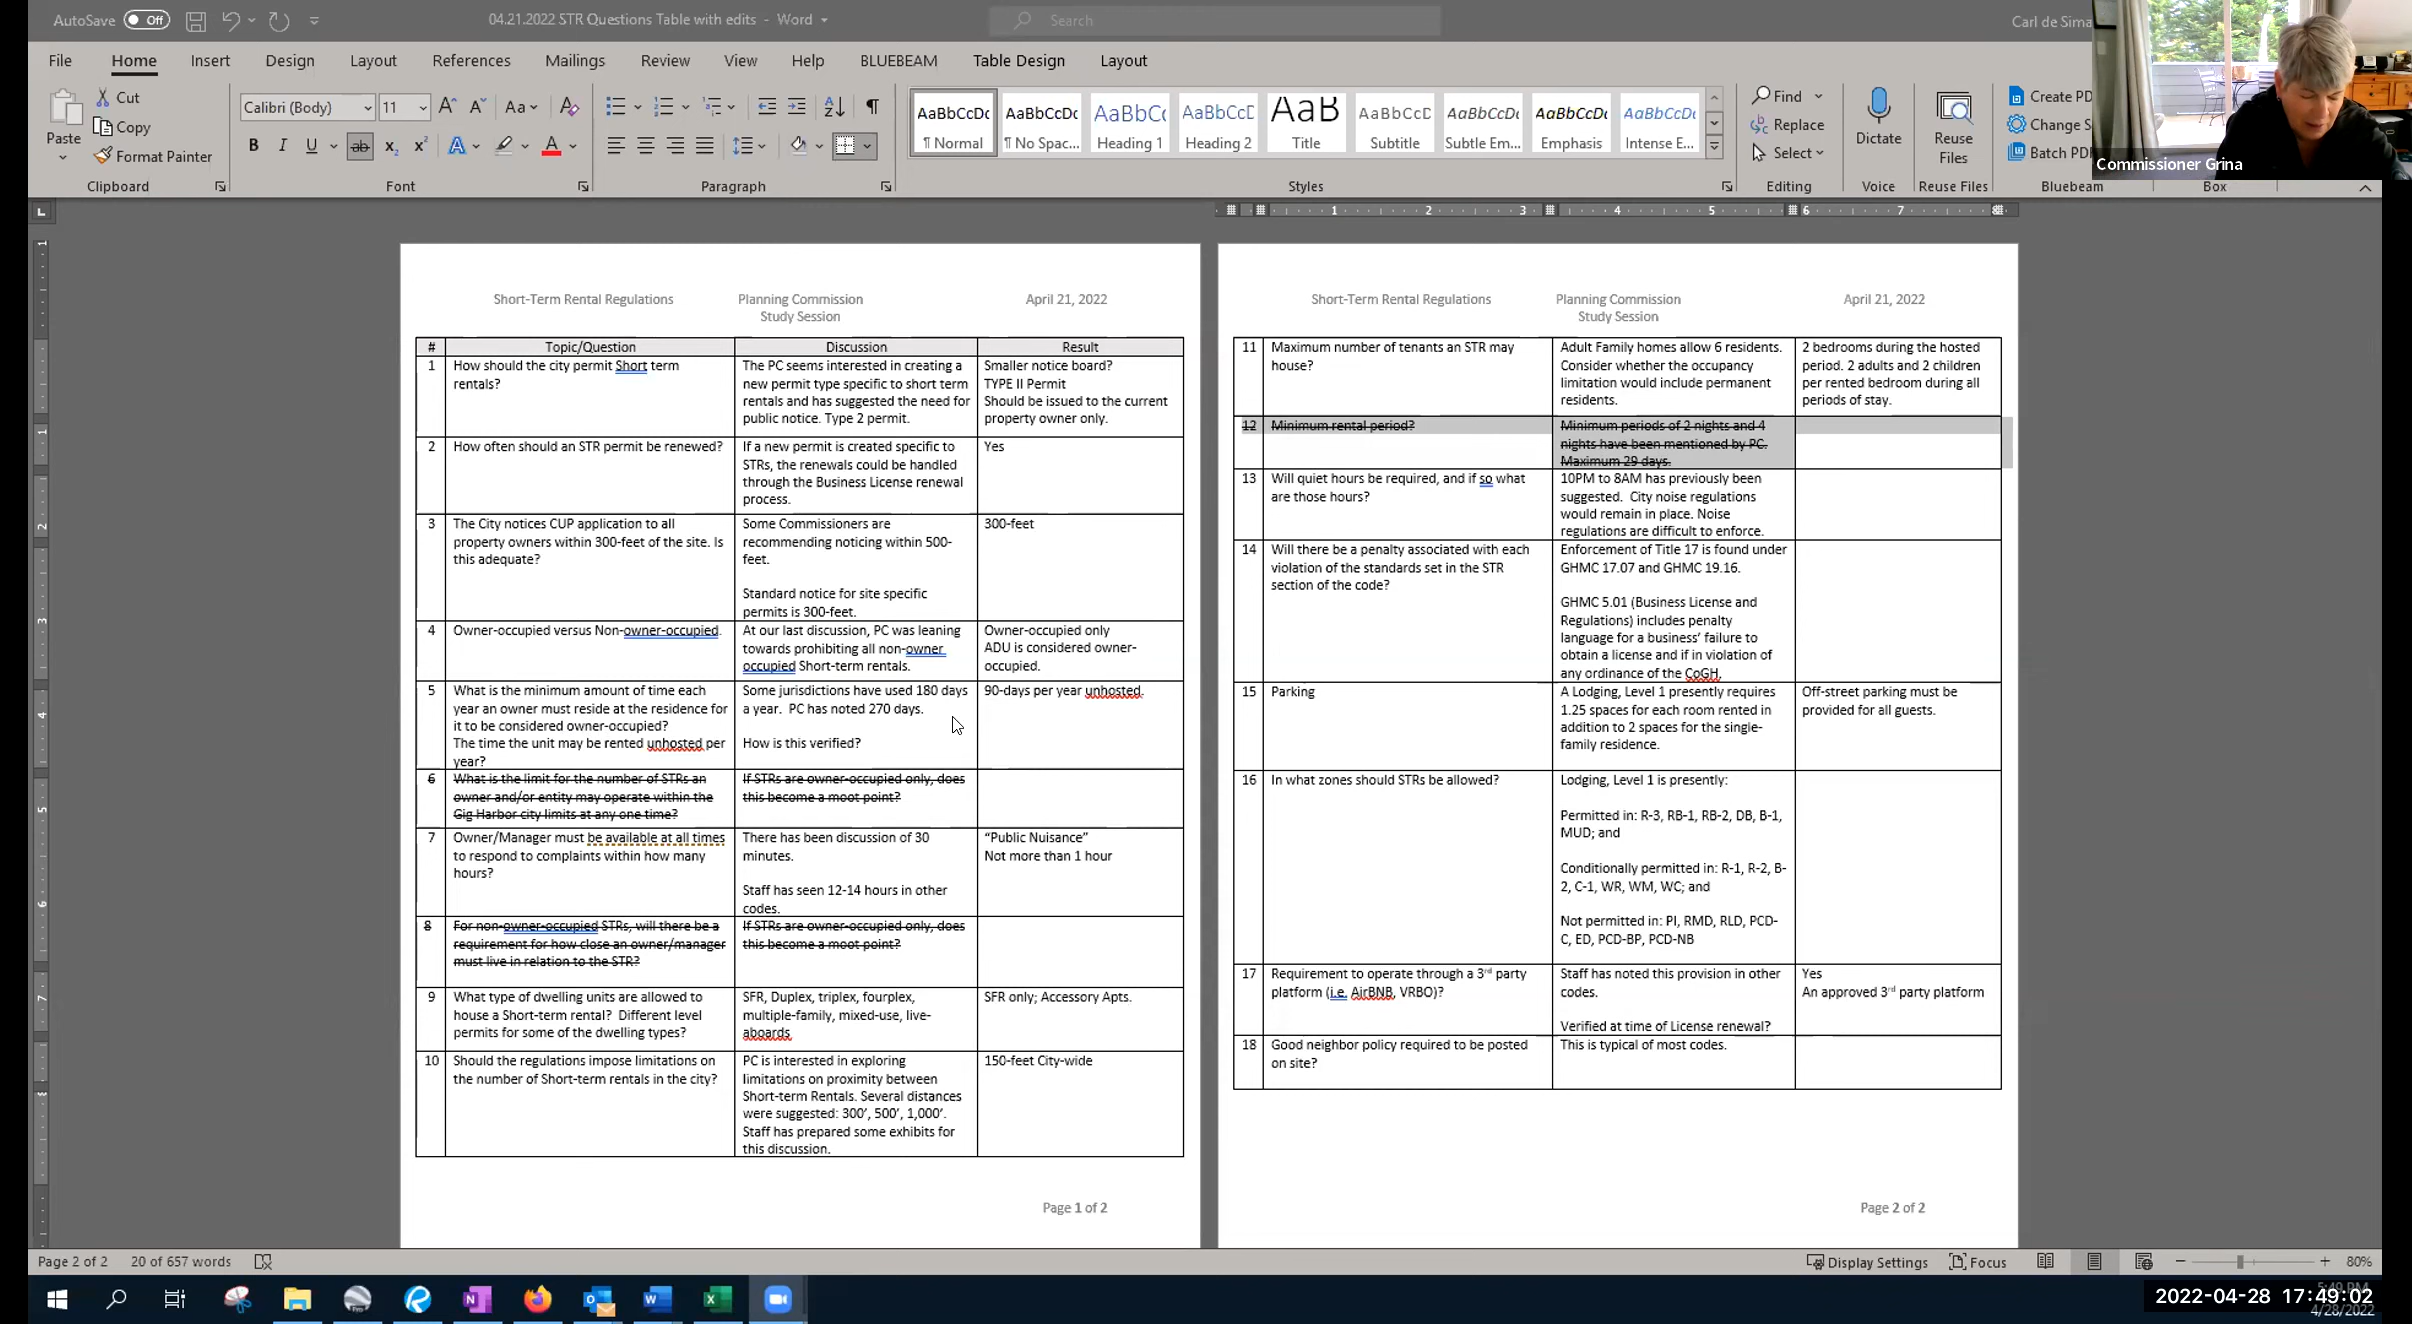 AutoSave Off 04.21.2022 STR Questions Table with edits - Word Search Carl de Sima
File Home Insert Design Layout References Mailings Review View Help BLUEBEAM Table Design Layout
Paste Cut Copy Format Painter
Calibri (Body) 11
AaBbCcDc ¶ Normal
AaBbCcDc ¶ No Spac...
AaBbC( Heading 1
AaBbCcD Heading 2
AaB Title
AaBbCcD Subtitle
AaBbCcDc Subtle Em...
AaBbCcDc Emphasis
AaBbCcDc Intense E...
Find Replace Select
Dictate
Reuse Files
Create PD
Change S
Batch PDF
Commissioner Grina
Clipboard Font Paragraph Styles Editing Voice Reuse Files Bluebeam Box
Short-Term Rental Regulations Planning Commission April 21, 2022
Study Session
# Topic/Question Discussion Result
1 How should the city permit Short term
rentals?
The PC seems interested in creating a
new permit type specific to short term
rentals and has suggested the need for
public notice. Type 2 permit.
Smaller notice board?
TYPE II Permit
Should be issued to the current
property owner only.
2 How often should an STR permit be renewed?
If a new permit is created specific to
STRs, the renewals could be handled
through the Business License renewal
process.
Yes
3 The City notices CUP application to all
property owners within 300-feet of the site. Is
this adequate?
Some Commissioners are
recommending noticing within 500-
feet.
Standard notice for site specific
permits is 300-feet.
300-feet
4 Owner-occupied versus Non-owner-occupied.
At our last discussion, PC was leaning
towards prohibiting all non-owner
occupied Short-term rentals.
Owner-occupied only
ADU is considered owner-
occupied.
5 What is the minimum amount of time each
year an owner must reside at the residence for
it to be considered owner-occupied?
The time the unit may be rented unhosted per
year?
Some jurisdictions have used 180 days
a year. PC has noted 270 days.
How is this verified?
90-days per year unhosted.
6 What is the limit for the number of STRs an
owner and/or entity may operate within the
Gig Harbor city limits at any one time?
If STRs are owner-occupied only, does
this become a moot point?
7 Owner/Manager must be available at all times
to respond to complaints within how many
hours?
There has been discussion of 30
minutes.
Staff has seen 12-14 hours in other
codes.
"Public Nuisance"
Not more than 1 hour
8 For non-owner-occupied STRs, will there be a
requirement for how close an owner/manager
must live in relation to the STR?
If STRs are owner-occupied only, does
this become a moot point?
9 What type of dwelling units are allowed to
house a Short-term rental? Different level
permits for some of the dwelling types?
SFR, Duplex, triplex, fourplex,
multiple-family, mixed-use, live-
aboards
SFR only; Accessory Apts.
10 Should the regulations impose limitations on
the number of Short-term rentals in the city?
PC is interested in exploring
limitations on proximity between
Short-term Rentals. Several distances
were suggested: 300', 500', 1,000'.
Staff has prepared some exhibits for
this discussion.
150-feet City-wide
Page 1 of 2
Short-Term Rental Regulations Planning Commission April 21, 2022
Study Session
11 Maximum number of tenants an STR may
house?
Adult Family homes allow 6 residents.
Consider whether the occupancy
limitation would include permanent
residents.
2 bedrooms during the hosted
period. 2 adults and 2 children
per rented bedroom during all
periods of stay.
12 Minimum rental period?
Minimum periods of 2 nights and 4
nights have been mentioned by PC.
Maximum 29 days.
13 Will quiet hours be required, and if so what
are those hours?
10PM to 8AM has previously been
suggested. City noise regulations
would remain in place. Noise
regulations are difficult to enforce.
14 Will there be a penalty associated with each
violation of the standards set in the STR
section of the code?
Enforcement of Title 17 is found under
GHMC 17.07 and GHMC 19.16.
GHMC 5.01 (Business License and
Regulations) includes penalty
language for a business' failure to
obtain a license and if in violation of
any ordinance of the CoGH.
15 Parking
A Lodging, Level 1 presently requires
1.25 spaces for each room rented in
addition to 2 spaces for the single-
family residence.
Off-street parking must be
provided for all guests.
16 In what zones should STRs be allowed?
Lodging, Level 1 is presently:
Permitted in: R-3, RB-1, RB-2, DB, B-1,
MUD; and
Conditionally permitted in: R-1, R-2, B-
2, C-1, WR, WM, WC; and
Not permitted in: PI, RMD, RLD, PCD-
C, ED, PCD-BP, PCD-NB
17 Requirement to operate through a 3rd party
platform (i.e. AirBNB, VRBO)?
Staff has noted this provision in other
codes.
Verified at time of License renewal?
Yes
An approved 3rd party platform
18 Good neighbor policy required to be posted
on site?
This is typical of most codes.
Page 2 of 2
Page 2 of 2 20 of 657 words Display Settings Focus 80%
5:49 PM
2022-04-28 17:49:02
4/28/2022